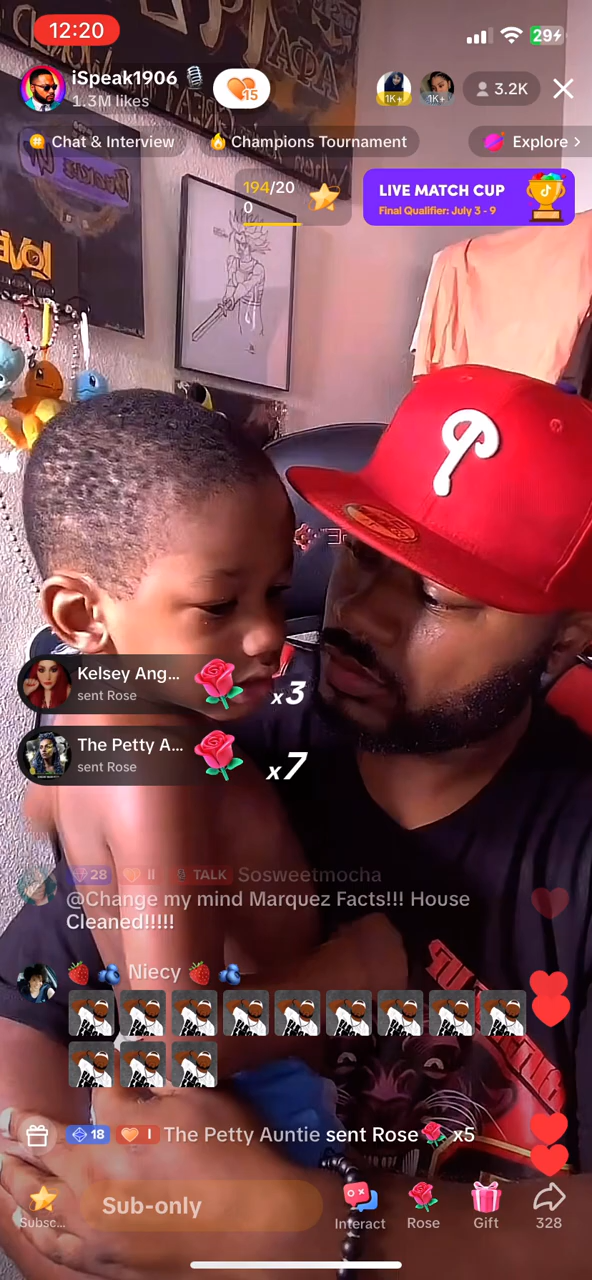 12:20
29
iSpeak1906
1.3M likes
15
1K+
1K+
3.2K
Chat & Interview
Champions Tournament
Explore >
194/20
0
LIVE MATCH CUP
Final Qualifier: July 3 - 9
LOVE
P
Kelsey Ang...
sent Rose
x3
The Petty A...
sent Rose
x7
28
II
TALK
Sosweetmocha
@Change my mind Marquez Facts!!! House
Cleaned!!!!!
Niecy
18
I
The Petty Auntie sent Rose x5
Subsc...
Sub-only
Interact
Rose
Gift
328